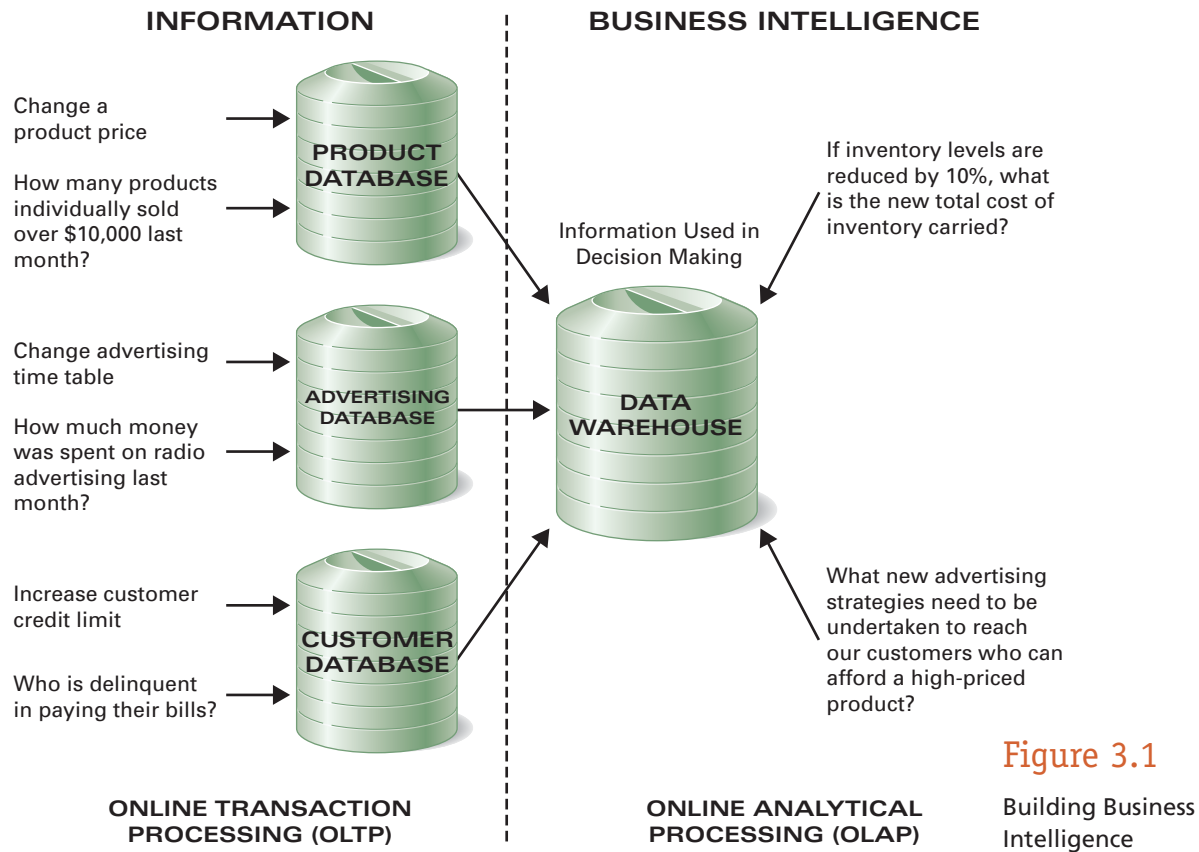 INFORMATION
BUSINESS INTELLIGENCE
Change a
product price
How many products
individually sold
over $10,000 last
month?
PRODUCT
DATABASE
Change advertising
time table
How much money
was spent on radio
advertising last
month?
ADVERTISING
DATABASE
Increase customer
credit limit
Who is delinquent
in paying their bills?
CUSTOMER
DATABASE
Information Used in
Decision Making
DATA
WAREHOUSE
If inventory levels are
reduced by 10%, what
is the new total cost of
inventory carried?
What new advertising
strategies need to be
undertaken to reach
our customers who can
afford a high-priced
product?
ONLINE TRANSACTION
PROCESSING (OLTP)
ONLINE ANALYTICAL
PROCESSING (OLAP)
Figure 3.1
Building Business
Intelligence